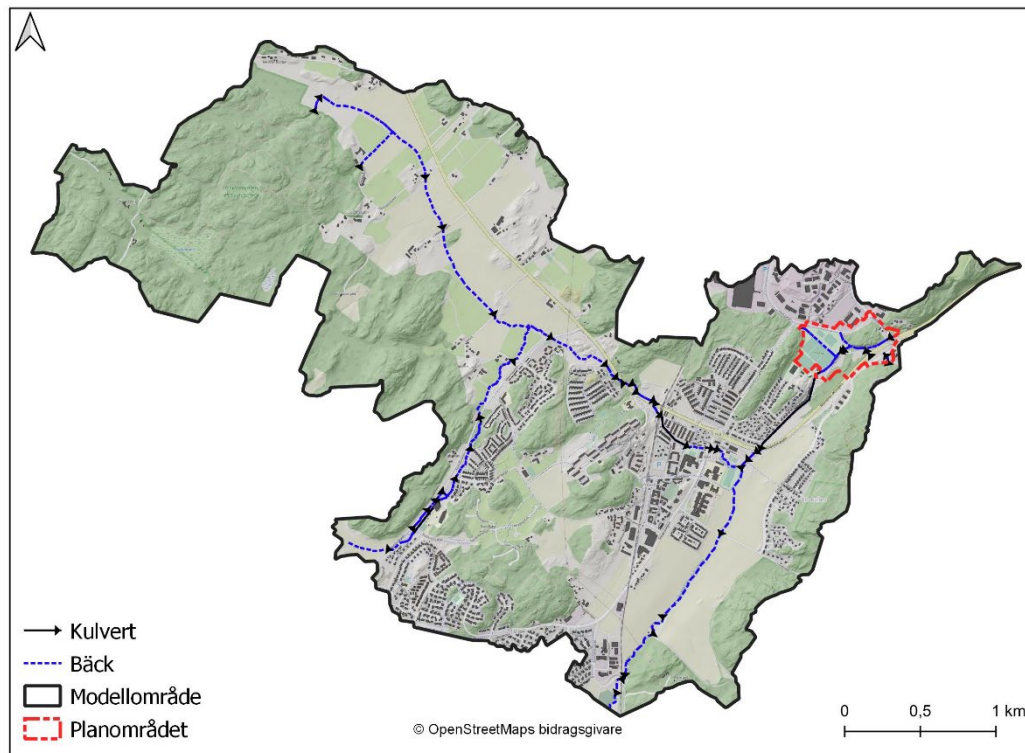 Kulvert
Bäck
Modellområde
Planområdet
© OpenStreetMaps bidragsgivare
0 0,5 1 km